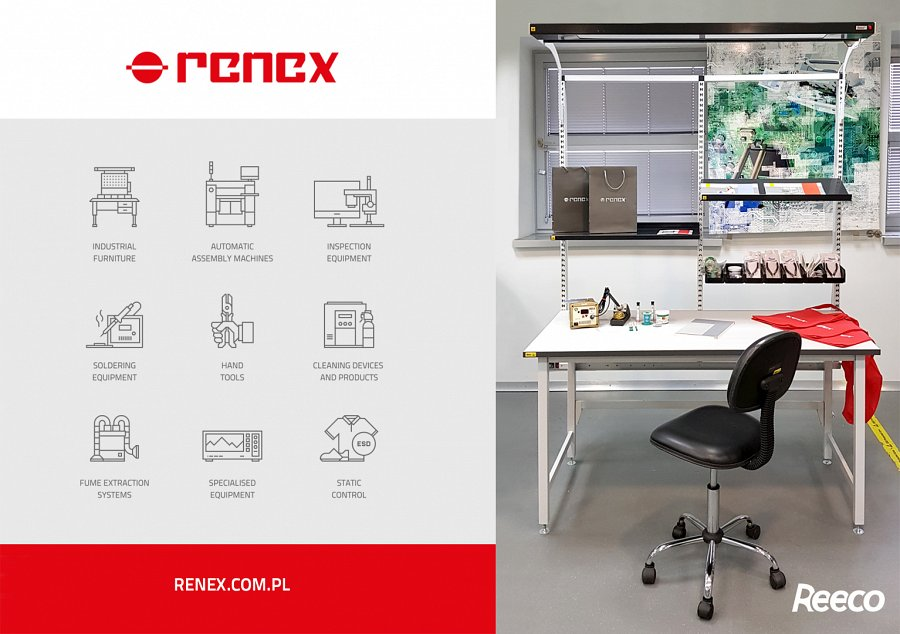 renex
INDUSTRIAL
FURNITURE
AUTOMATIC
ASSEMBLY MACHINES
INSPECTION
EQUIPMENT
SOLDERING
EQUIPMENT
HAND
TOOLS
CLEANING DEVICES
AND PRODUCTS
ESD
FUME EXTRACTION
SYSTEMS
SPECIALISED
EQUIPMENT
STATIC
CONTROL
RENEX.COM.PL
renex
Reeco